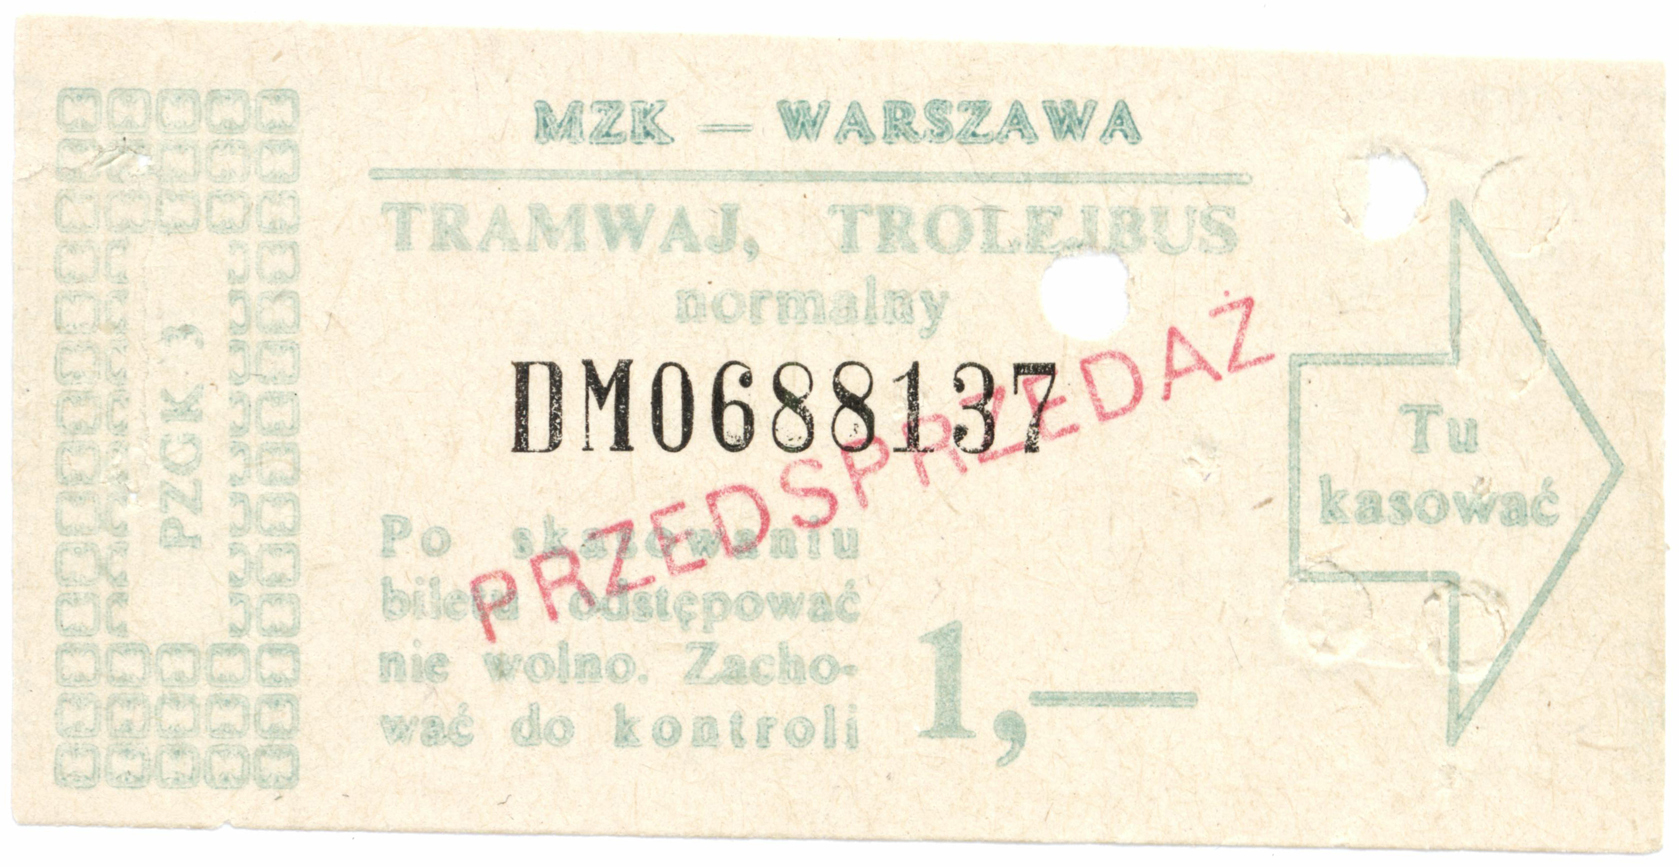 MZK — WARSZAWA
TRAMWAJ, TROLEJBUS
normalny
DM0688137
PRZEDSPRZEDAŻ
Po skasowaniu
biletu odstępować
nie wolno. Zacho-
wać do kontroli
1,—
Tu
kasować
PZGK 3